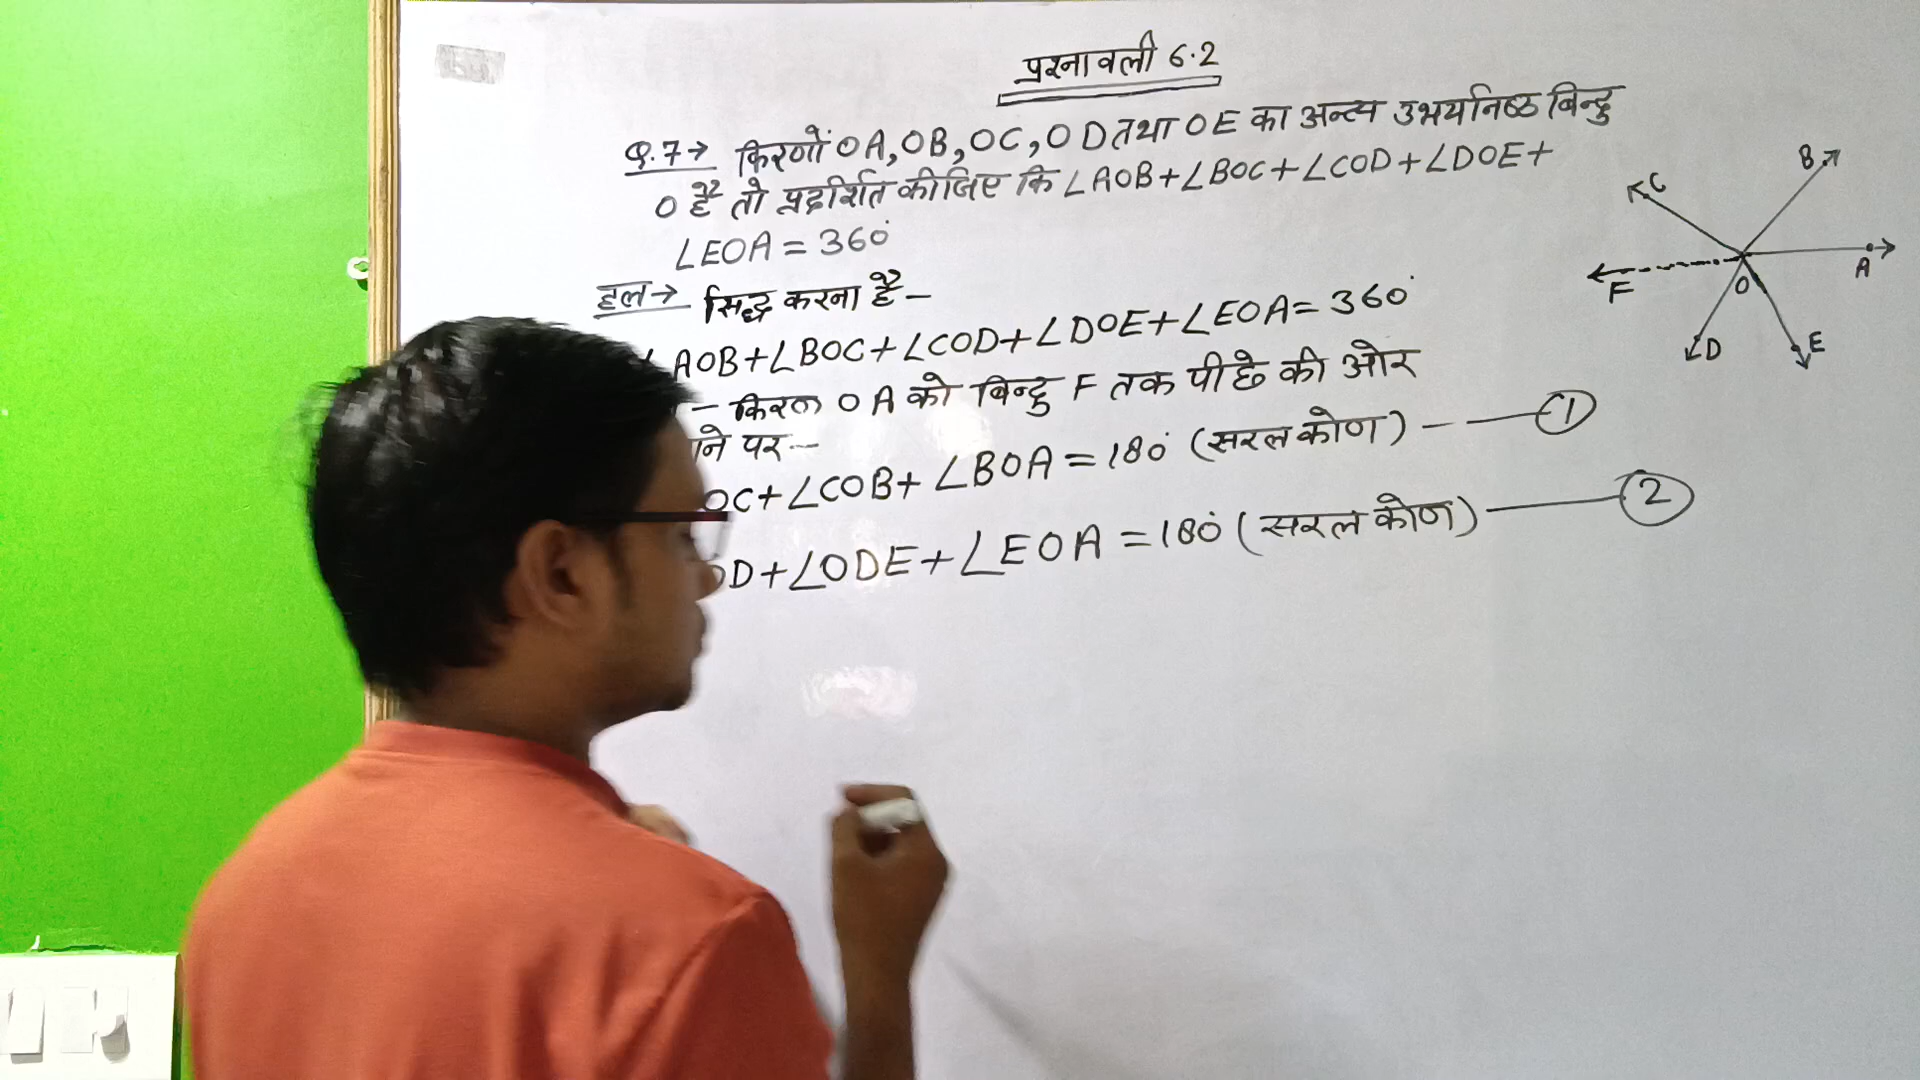 प्रश्नावली 6.2
Q.7→ किरणों OA, OB, OC, OD तथा OE का अन्त्य उभयनिष्ठ बिन्दु
O है तो प्रदर्शित कीजिए कि ∠AOB+∠BOC+∠COD+∠DOE+
∠EOA = 360°
हल→ सिद्ध करना है–
∠AOB+∠BOC+∠COD+∠DOE+∠EOA=360°
– किरण OA को बिन्दु F तक पीछे की ओर
ने पर–
OC+∠COB+∠BOA=180° (सरल कोण) – — ①
OD+∠ODE+∠EOA=180° (सरल कोण) — ②
B
C
A
F
O
D
E